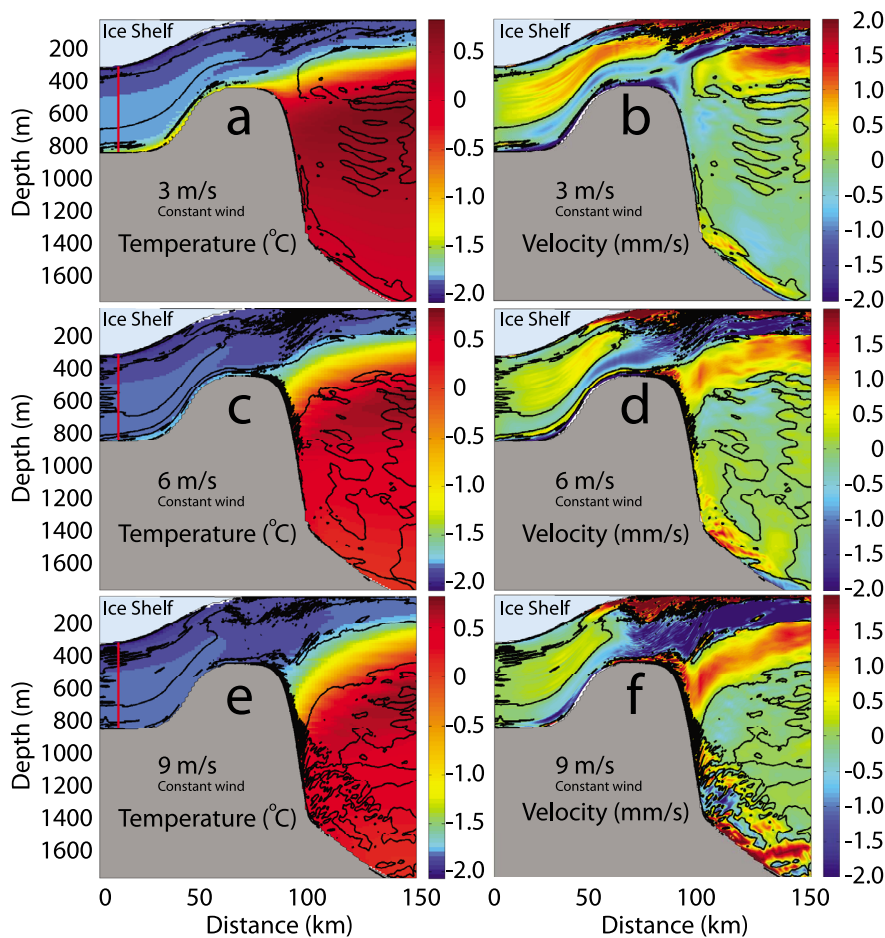 Ice Shelf
Ice Shelf
200
400
600
800
1000
1200
1400
1600
Depth (m)
a
3 m/s
Constant wind
Temperature (°C)
0.5
0
-0.5
-1.0
-1.5
-2.0
b
3 m/s
Constant wind
Velocity (mm/s)
2.0
1.5
1.0
0.5
0
-0.5
-1.0
-1.5
-2.0
Ice Shelf
Ice Shelf
200
400
600
800
1000
1200
1400
1600
Depth (m)
c
6 m/s
Constant wind
Temperature (°C)
0.5
0
-0.5
-1.0
-1.5
-2.0
d
6 m/s
Constant wind
Velocity (mm/s)
1.5
1.0
0.5
0
-0.5
-1.0
-1.5
-2.0
Ice Shelf
Ice Shelf
200
400
600
800
1000
1200
1400
1600
Depth (m)
e
9 m/s
Constant wind
Temperature (°C)
0.5
0
-0.5
-1.0
-1.5
-2.0
f
9 m/s
Constant wind
Velocity (mm/s)
1.5
1.0
0.5
0
-0.5
-1.0
-1.5
-2.0
0 50 100 150
Distance (km)
0 50 100 150
Distance (km)